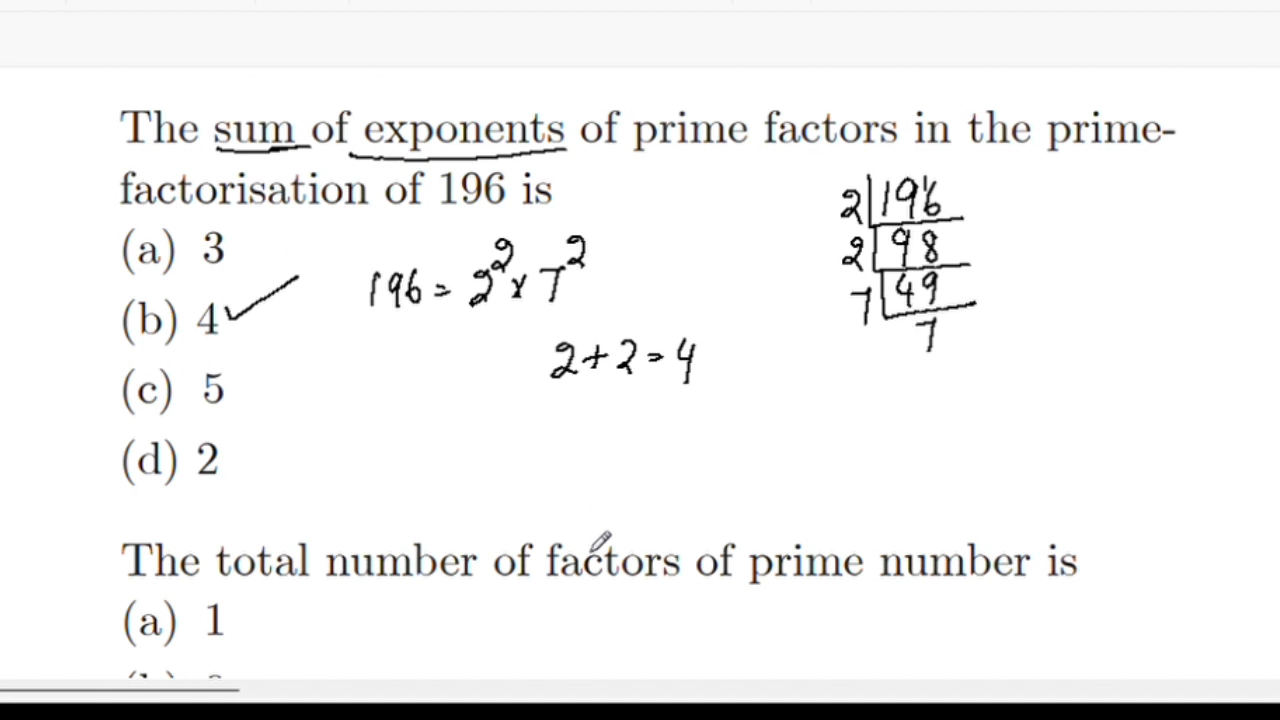 The sum of exponents of prime factors in the prime-
factorisation of 196 is
(a) 3
(b) 4
(c) 5
(d) 2
196 = 2² × 7²
2+2=4
2 196
2 98
7 49
7
The total number of factors of prime number is
(a) 1